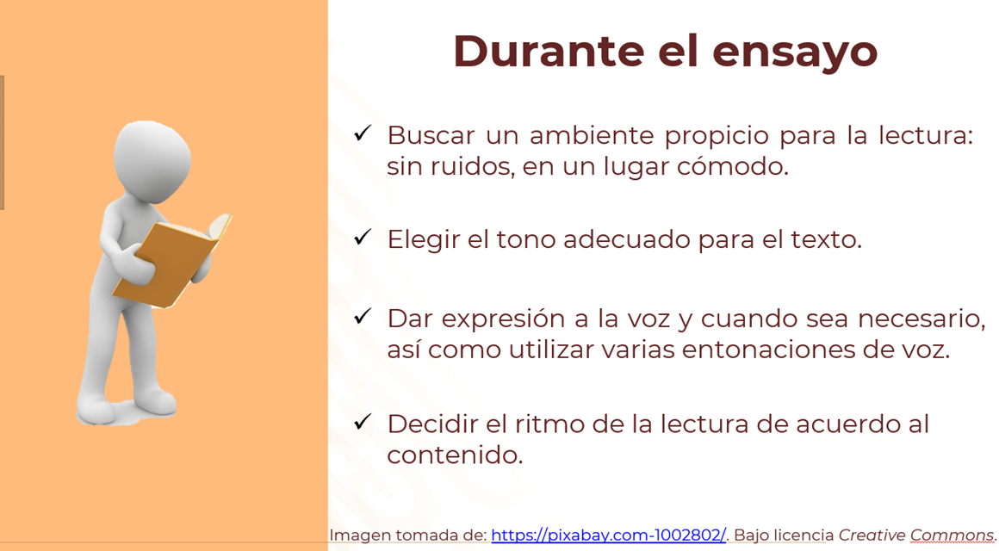 Durante el ensayo
✓ Buscar un ambiente propicio para la lectura:
sin ruidos, en un lugar cómodo.
✓ Elegir el tono adecuado para el texto.
✓ Dar expresión a la voz y cuando sea necesario,
así como utilizar varias entonaciones de voz.
✓ Decidir el ritmo de la lectura de acuerdo al
contenido.
Imagen tomada de: https://pixabay.com-1002802/. Bajo licencia Creative Commons.